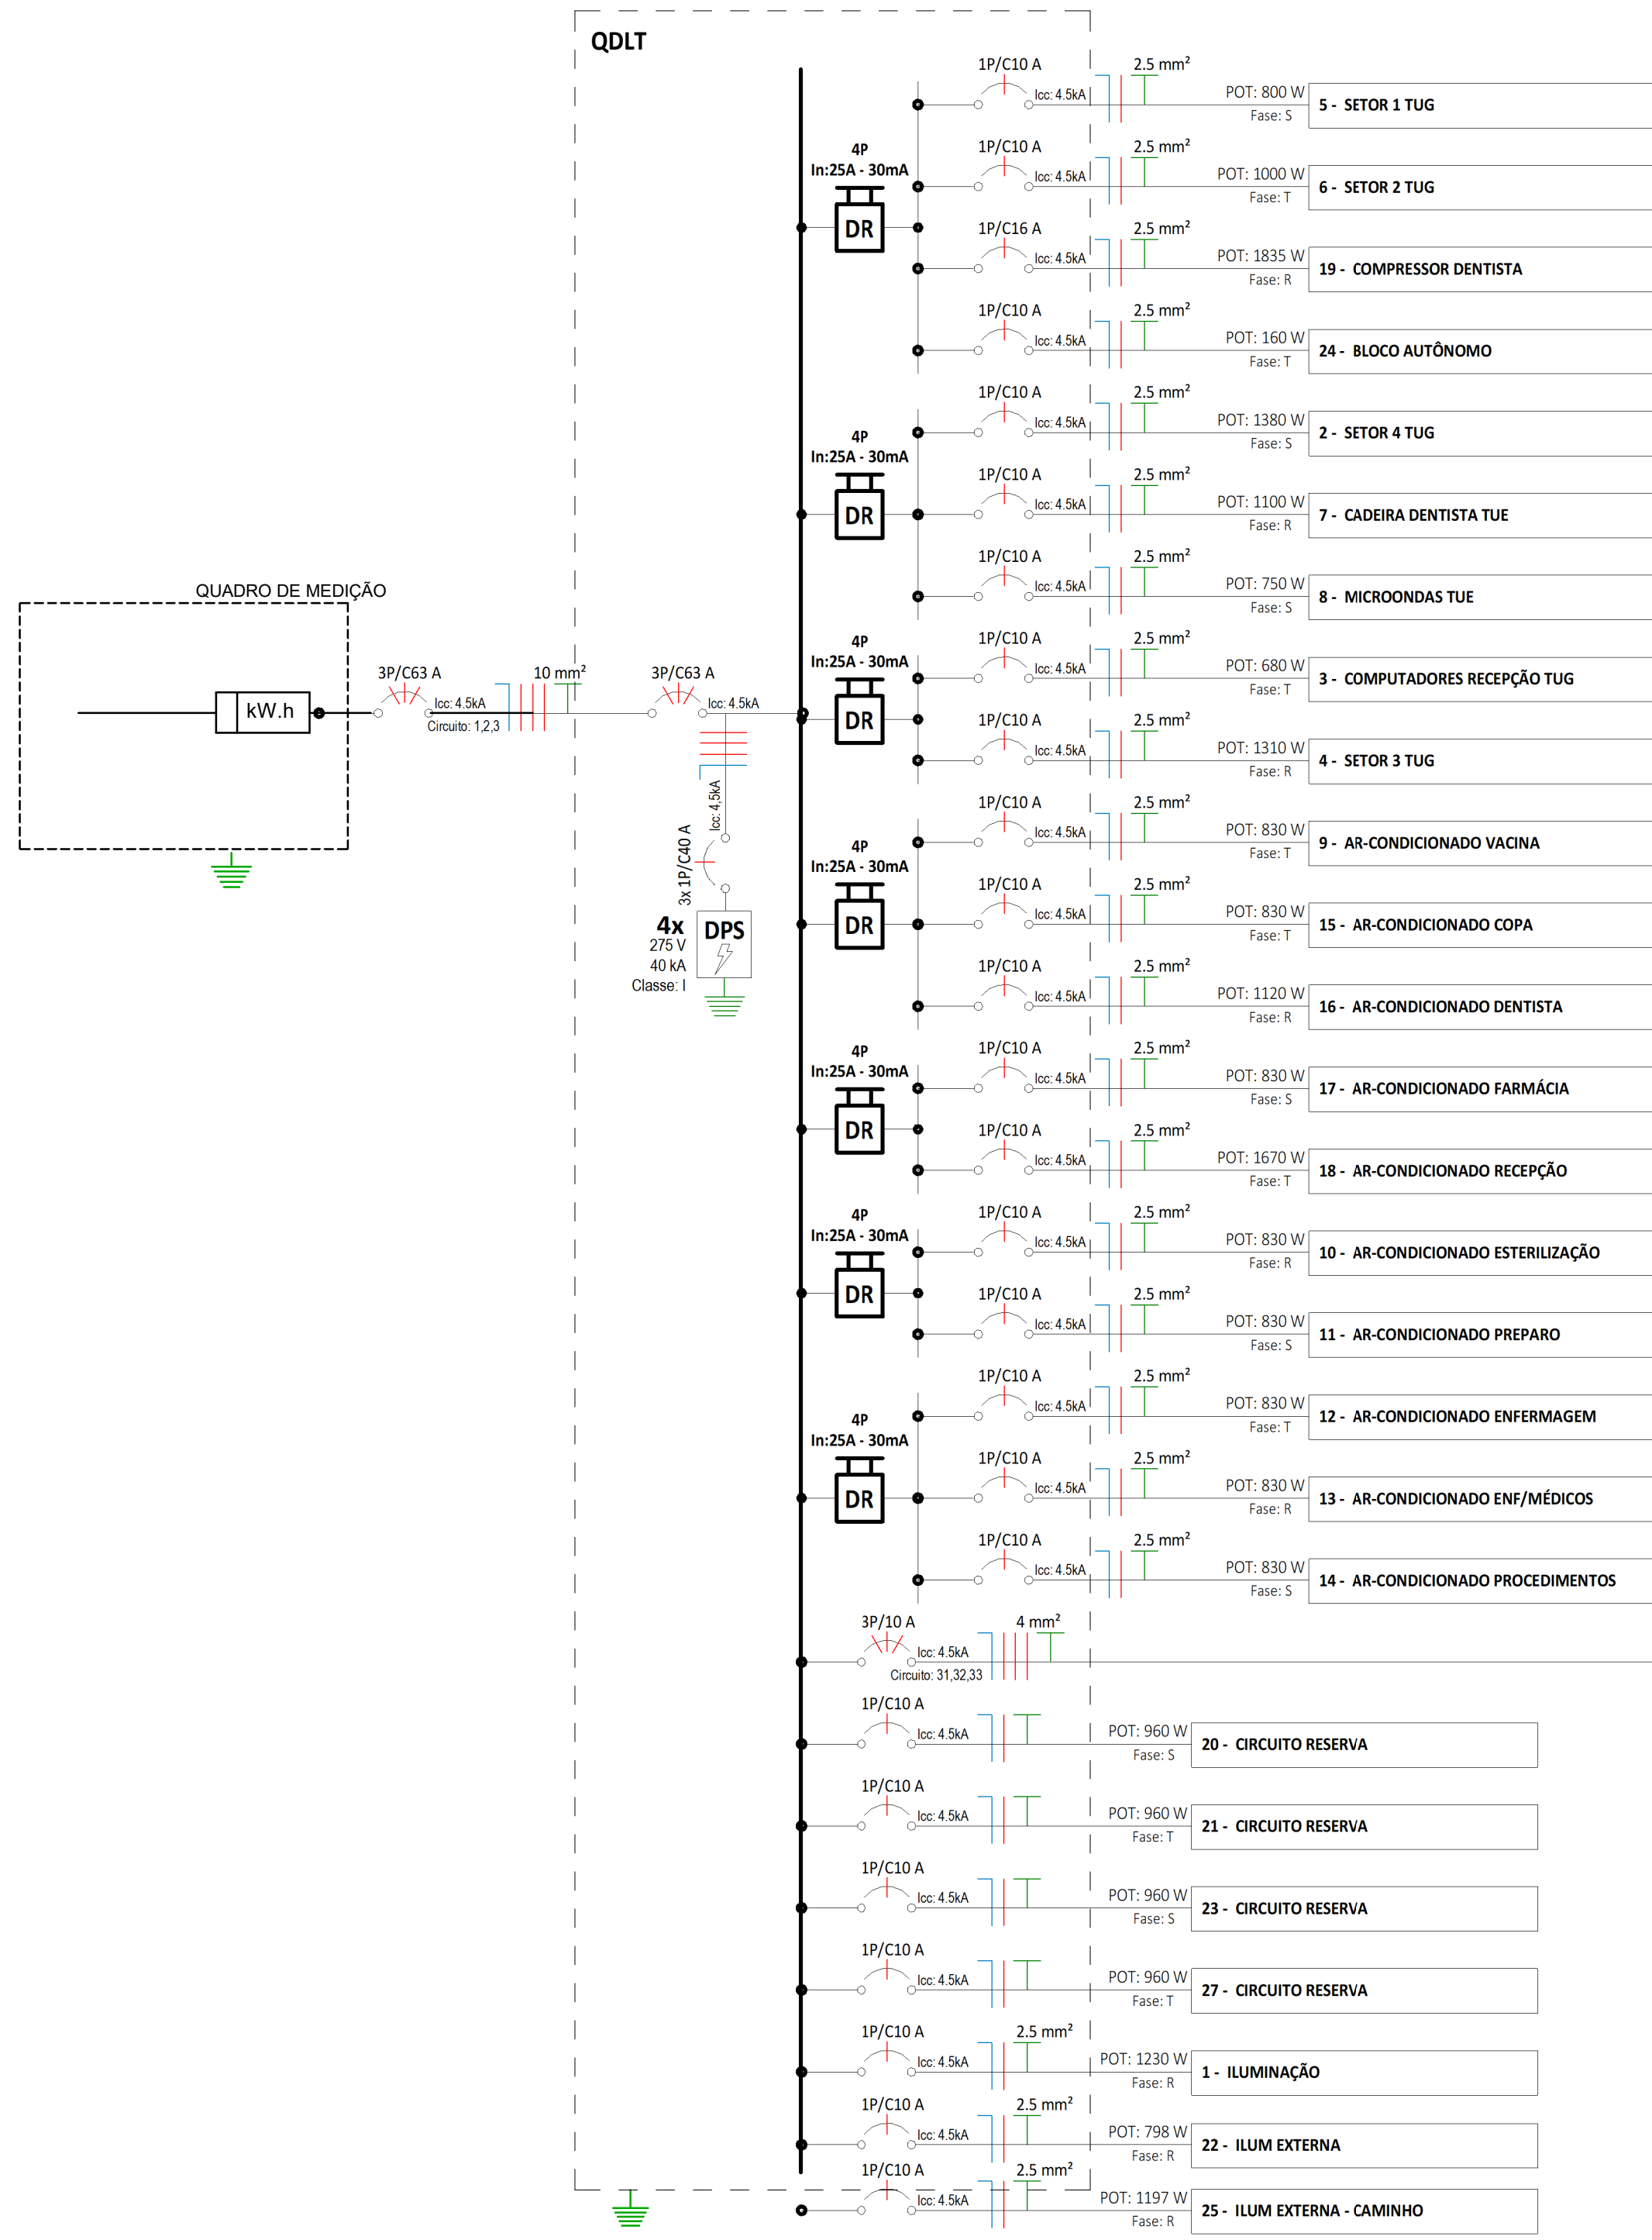 QDLT
1P/C10 A
2.5 mm²
Icc: 4.5kA
POT: 800 W
Fase: S
5 - SETOR 1 TUG
4P
In:25A - 30mA
DR
1P/C10 A
2.5 mm²
Icc: 4.5kA
POT: 1000 W
Fase: T
6 - SETOR 2 TUG
1P/C16 A
2.5 mm²
Icc: 4.5kA
POT: 1835 W
Fase: R
19 - COMPRESSOR DENTISTA
1P/C10 A
2.5 mm²
Icc: 4.5kA
POT: 160 W
Fase: T
24 - BLOCO AUTÔNOMO
1P/C10 A
2.5 mm²
Icc: 4.5kA
POT: 1380 W
Fase: S
2 - SETOR 4 TUG
4P
In:25A - 30mA
DR
1P/C10 A
2.5 mm²
Icc: 4.5kA
POT: 1100 W
Fase: R
7 - CADEIRA DENTISTA TUE
1P/C10 A
2.5 mm²
Icc: 4.5kA
POT: 750 W
Fase: S
8 - MICROONDAS TUE
QUADRO DE MEDIÇÃO
kW.h
3P/C63 A
Icc: 4.5kA
Circuito: 1,2,3
10 mm²
3P/C63 A
Icc: 4.5kA
4P
In:25A - 30mA
DR
1P/C10 A
2.5 mm²
Icc: 4.5kA
POT: 680 W
Fase: T
3 - COMPUTADORES RECEPÇÃO TUG
1P/C10 A
2.5 mm²
Icc: 4.5kA
POT: 1310 W
Fase: R
4 - SETOR 3 TUG
Icc: 4,5kA
3x 1P/C40 A
4x
275 V
40 kA
Classe: I
DPS
1P/C10 A
2.5 mm²
Icc: 4.5kA
POT: 830 W
Fase: T
9 - AR-CONDICIONADO VACINA
4P
In:25A - 30mA
DR
1P/C10 A
2.5 mm²
Icc: 4.5kA
POT: 830 W
Fase: T
15 - AR-CONDICIONADO COPA
1P/C10 A
2.5 mm²
Icc: 4.5kA
POT: 1120 W
Fase: R
16 - AR-CONDICIONADO DENTISTA
4P
In:25A - 30mA
DR
1P/C10 A
2.5 mm²
Icc: 4.5kA
POT: 830 W
Fase: S
17 - AR-CONDICIONADO FARMÁCIA
1P/C10 A
2.5 mm²
Icc: 4.5kA
POT: 1670 W
Fase: T
18 - AR-CONDICIONADO RECEPÇÃO
4P
In:25A - 30mA
DR
1P/C10 A
2.5 mm²
Icc: 4.5kA
POT: 830 W
Fase: R
10 - AR-CONDICIONADO ESTERILIZAÇÃO
1P/C10 A
2.5 mm²
Icc: 4.5kA
POT: 830 W
Fase: S
11 - AR-CONDICIONADO PREPARO
1P/C10 A
2.5 mm²
Icc: 4.5kA
POT: 830 W
Fase: T
12 - AR-CONDICIONADO ENFERMAGEM
4P
In:25A - 30mA
DR
1P/C10 A
2.5 mm²
Icc: 4.5kA
POT: 830 W
Fase: R
13 - AR-CONDICIONADO ENF/MÉDICOS
1P/C10 A
2.5 mm²
Icc: 4.5kA
POT: 830 W
Fase: S
14 - AR-CONDICIONADO PROCEDIMENTOS
3P/10 A
4 mm²
Icc: 4.5kA
Circuito: 31,32,33
1P/C10 A
Icc: 4.5kA
POT: 960 W
Fase: S
20 - CIRCUITO RESERVA
1P/C10 A
Icc: 4.5kA
POT: 960 W
Fase: T
21 - CIRCUITO RESERVA
1P/C10 A
Icc: 4.5kA
POT: 960 W
Fase: S
23 - CIRCUITO RESERVA
1P/C10 A
Icc: 4.5kA
POT: 960 W
Fase: T
27 - CIRCUITO RESERVA
1P/C10 A
2.5 mm²
Icc: 4.5kA
POT: 1230 W
Fase: R
1 - ILUMINAÇÃO
1P/C10 A
2.5 mm²
Icc: 4.5kA
POT: 798 W
Fase: R
22 - ILUM EXTERNA
1P/C10 A
2.5 mm²
Icc: 4.5kA
POT: 1197 W
Fase: R
25 - ILUM EXTERNA - CAMINHO